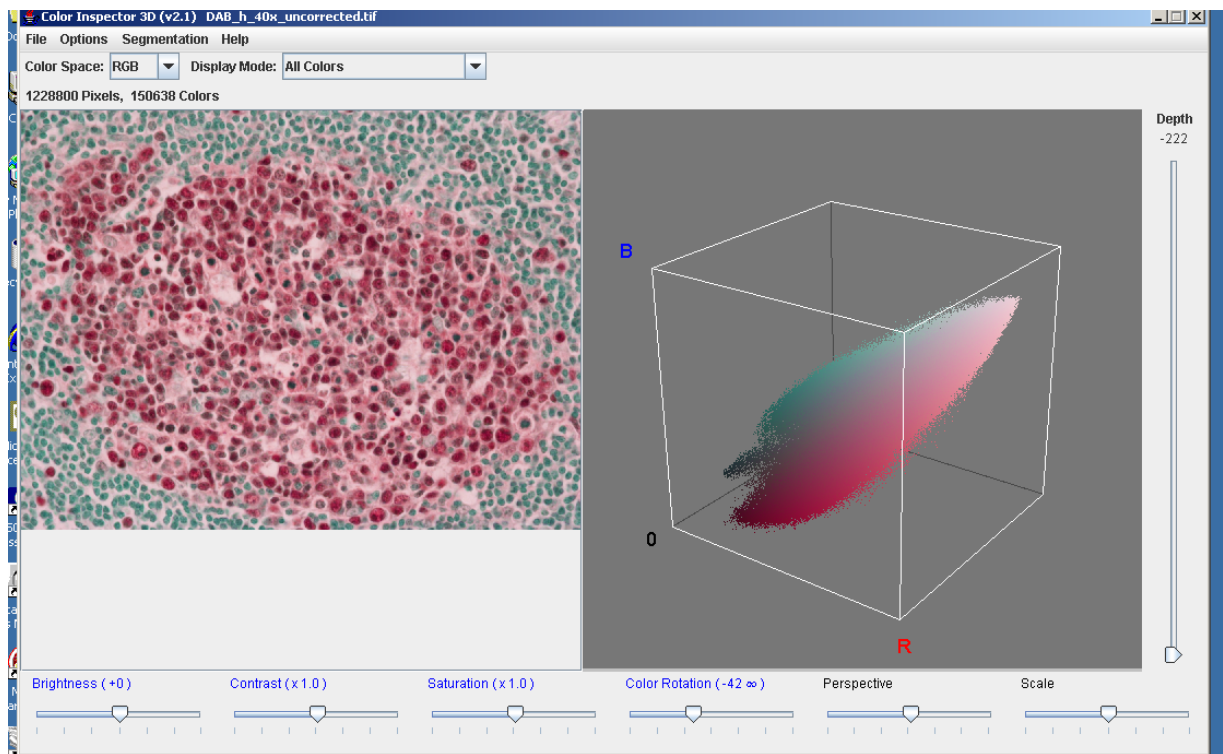 Color Inspector 3D (v2.1) DAB_h_40x_uncorrected.tif
File Options Segmentation Help
Color Space: RGB Display Mode: All Colors
1228800 Pixels, 150638 Colors
Depth
-222
B
0
R
Brightness (+0) Contrast (x 1.0) Saturation (x 1.0) Color Rotation (-42 ∞) Perspective Scale